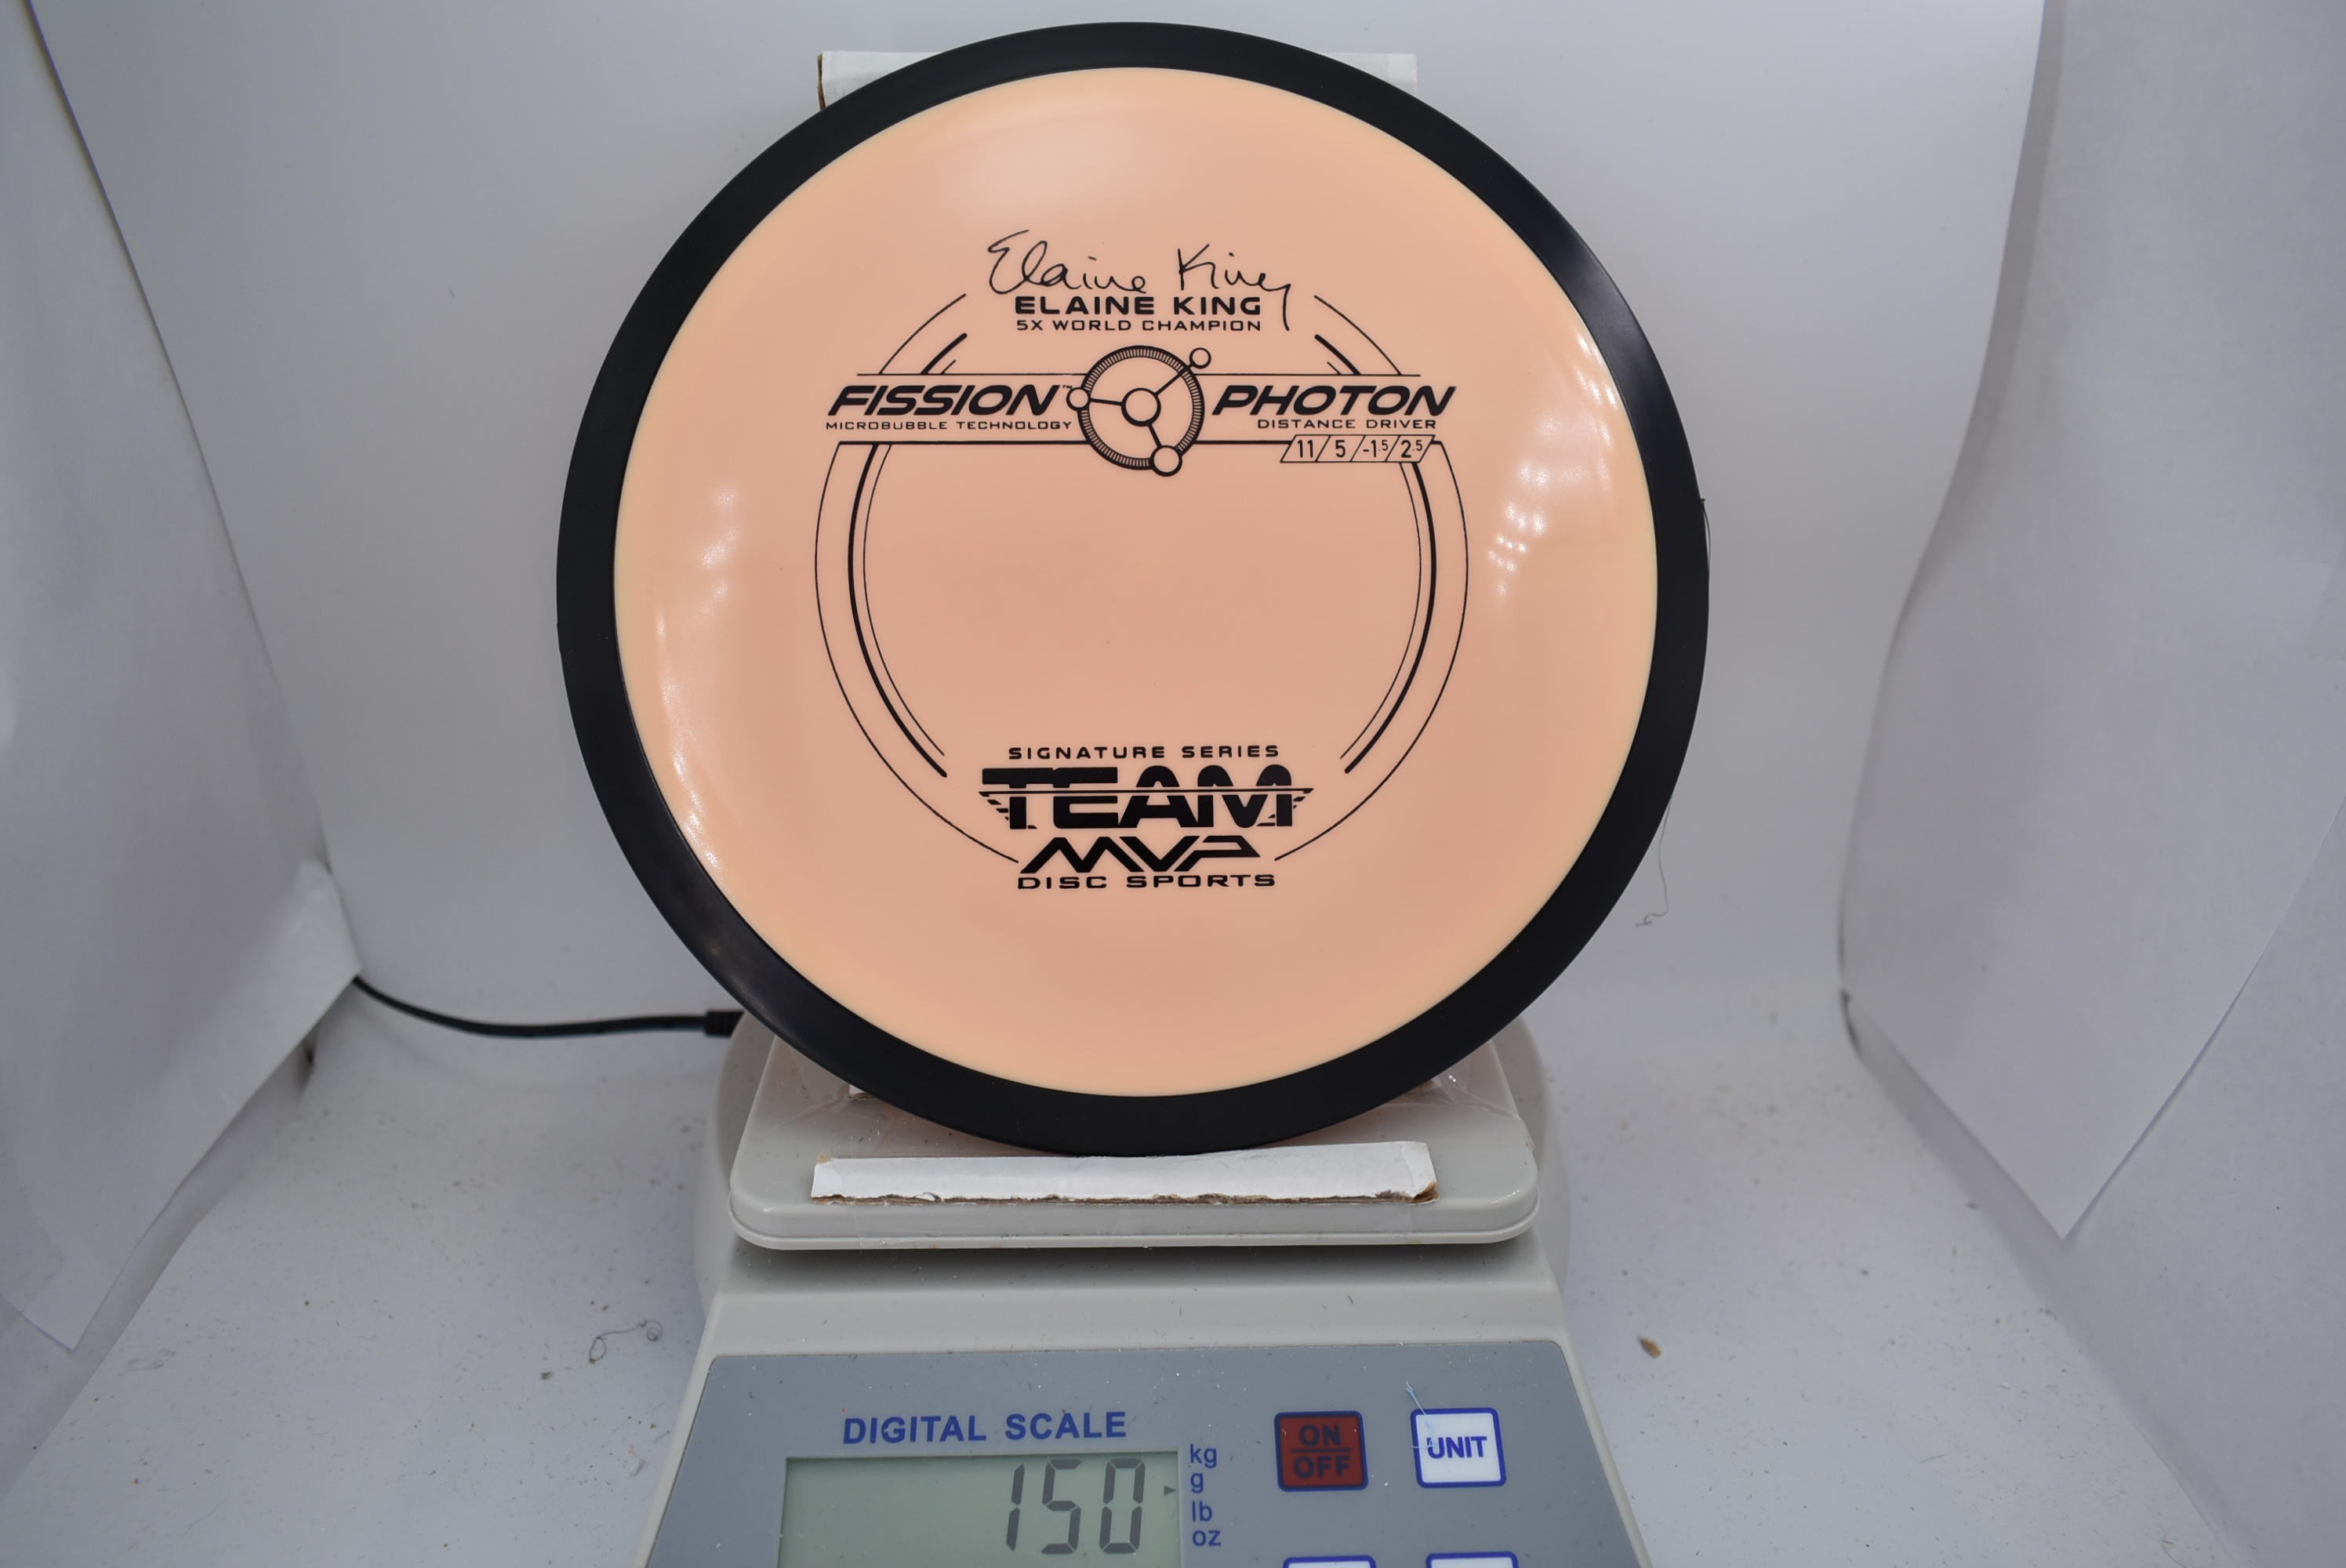 Elaine King
ELAINE KING
5X WORLD CHAMPION
FISSION™ PHOTON
MICROBUBBLE TECHNOLOGY DISTANCE DRIVER
11/5/-1.5/2.5
SIGNATURE SERIES
TEAM
MVP
DISC SPORTS
DIGITAL SCALE
ON
OFF
UNIT
150
kg
g
lb
oz